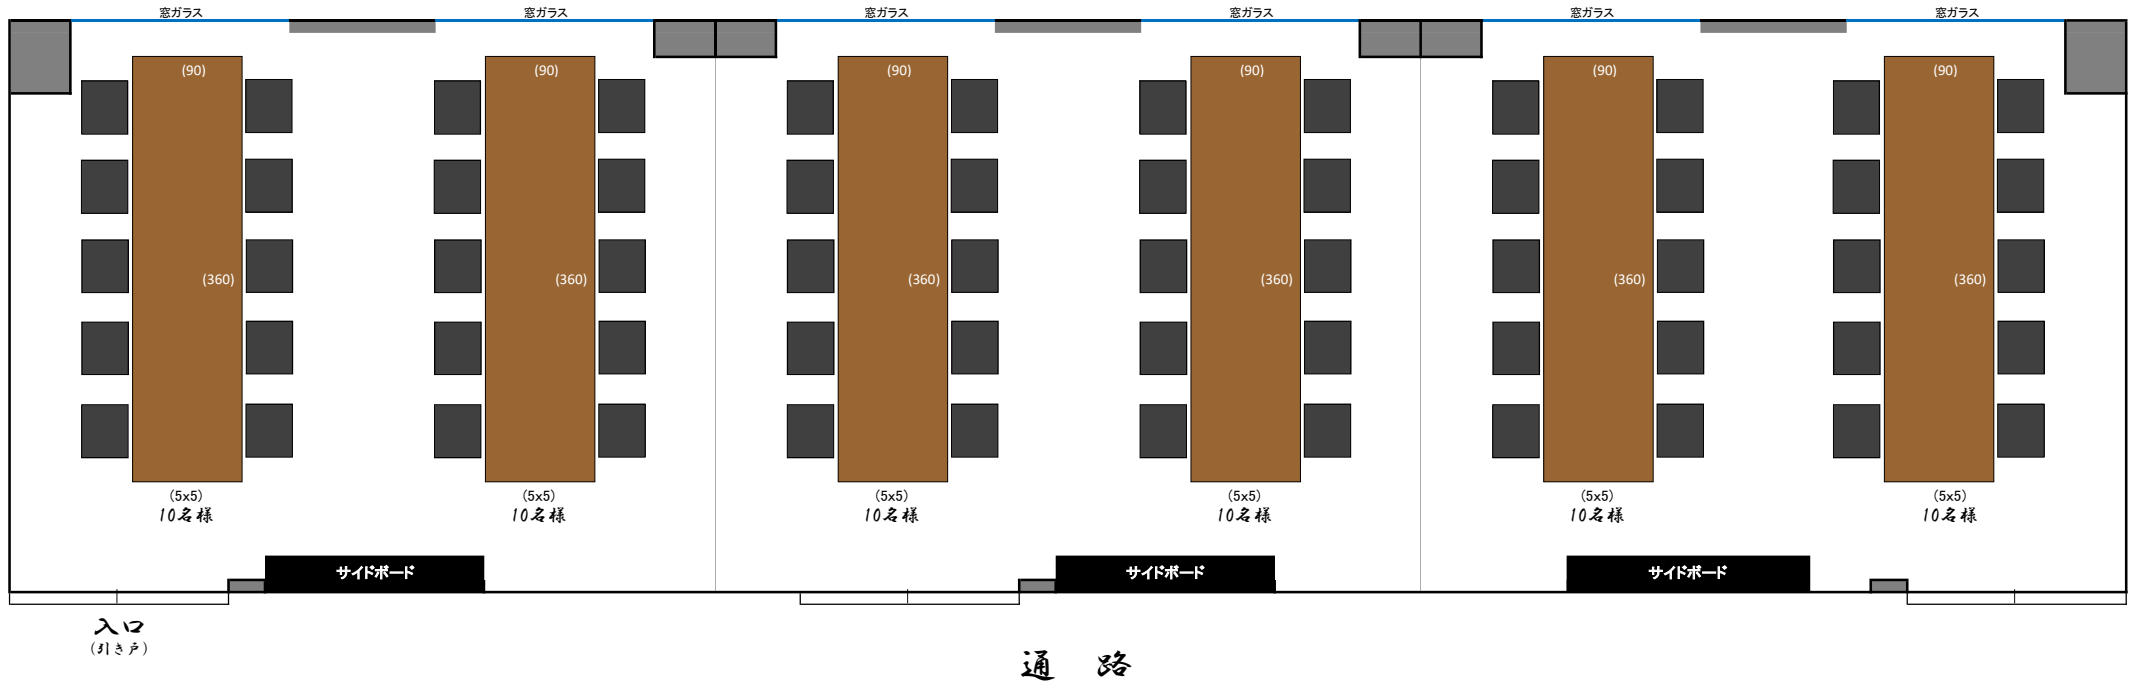 窓ガラス
窓ガラス
窓ガラス
窓ガラス
窓ガラス
窓ガラス
(90)
(90)
(90)
(90)
(90)
(90)
(360)
(360)
(360)
(360)
(360)
(360)
(5x5)
10名様
(5x5)
10名様
(5x5)
10名様
(5x5)
10名様
(5x5)
10名様
(5x5)
10名様
サイドボード
サイドボード
サイドボード
入口
(引き戸)
通 路